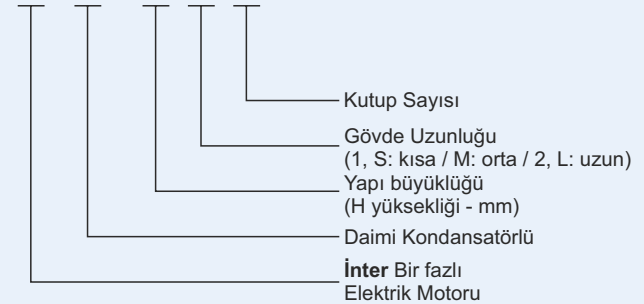 Kutup Sayısı
Gövde Uzunluğu
(1, S: kısa / M: orta / 2, L: uzun)
Yapı büyüklüğü
(H yüksekliği - mm)
Daimi Kondansatörlü
İnter Bir fazlı
Elektrik Motoru